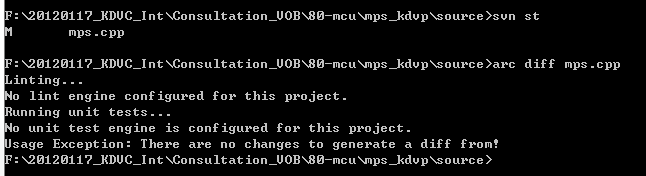 F:\20120117_KDVC_Int\Consultation_VOB\80-mcu\mps_kdvp\source>svn st
M       mps.cpp
F:\20120117_KDVC_Int\Consultation_VOB\80-mcu\mps_kdvp\source>arc diff mps.cpp
Linting...
No lint engine configured for this project.
Running unit tests...
No unit test engine is configured for this project.
Usage Exception: There are no changes to generate a diff from!
F:\20120117_KDVC_Int\Consultation_VOB\80-mcu\mps_kdvp\source>